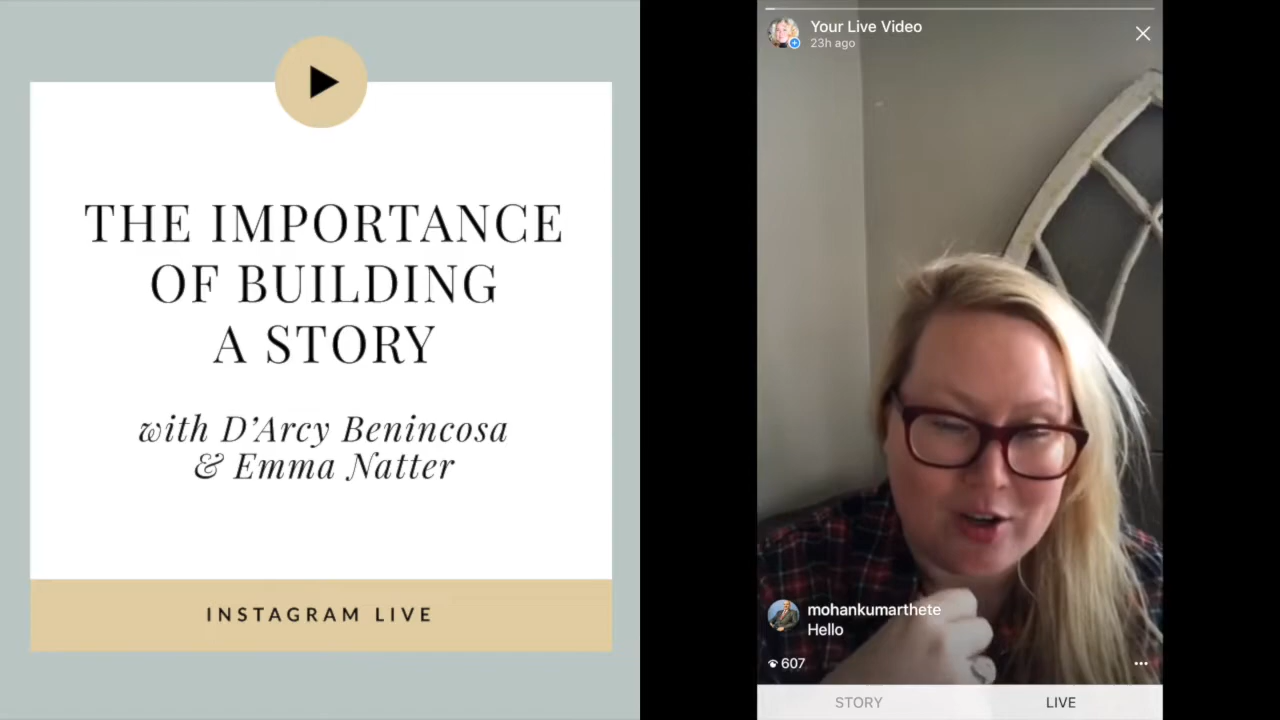 THE IMPORTANCE
OF BUILDING
A STORY
with D'Arcy Benincosa
& Emma Natter
INSTAGRAM LIVE
Your Live Video
23h ago
mohankumarthete
Hello
607
STORY
LIVE